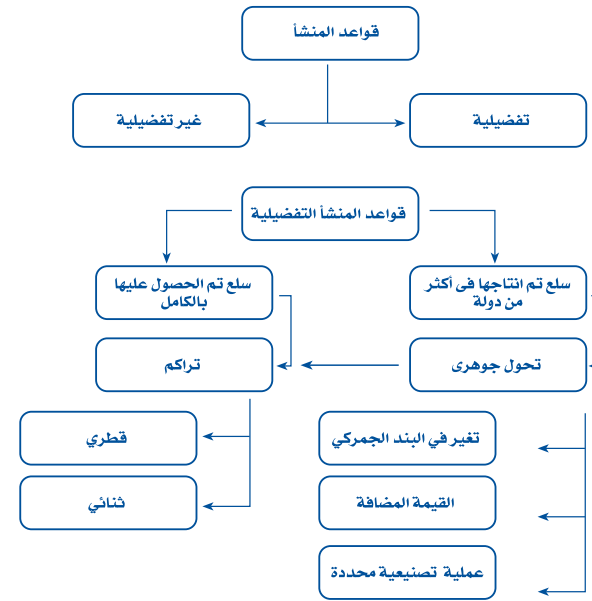 قواعد المنشأ
تفضيلية
غير تفضيلية
قواعد المنشأ التفضيلية
سلع تم انتاجها فى أكثر
من دولة
سلع تم الحصول عليها
بالكامل
تحول جوهرى
تراكم
تغير في البند الجمركي
قطري
القيمة المضافة
ثنائي
عملية تصنيعية محددة